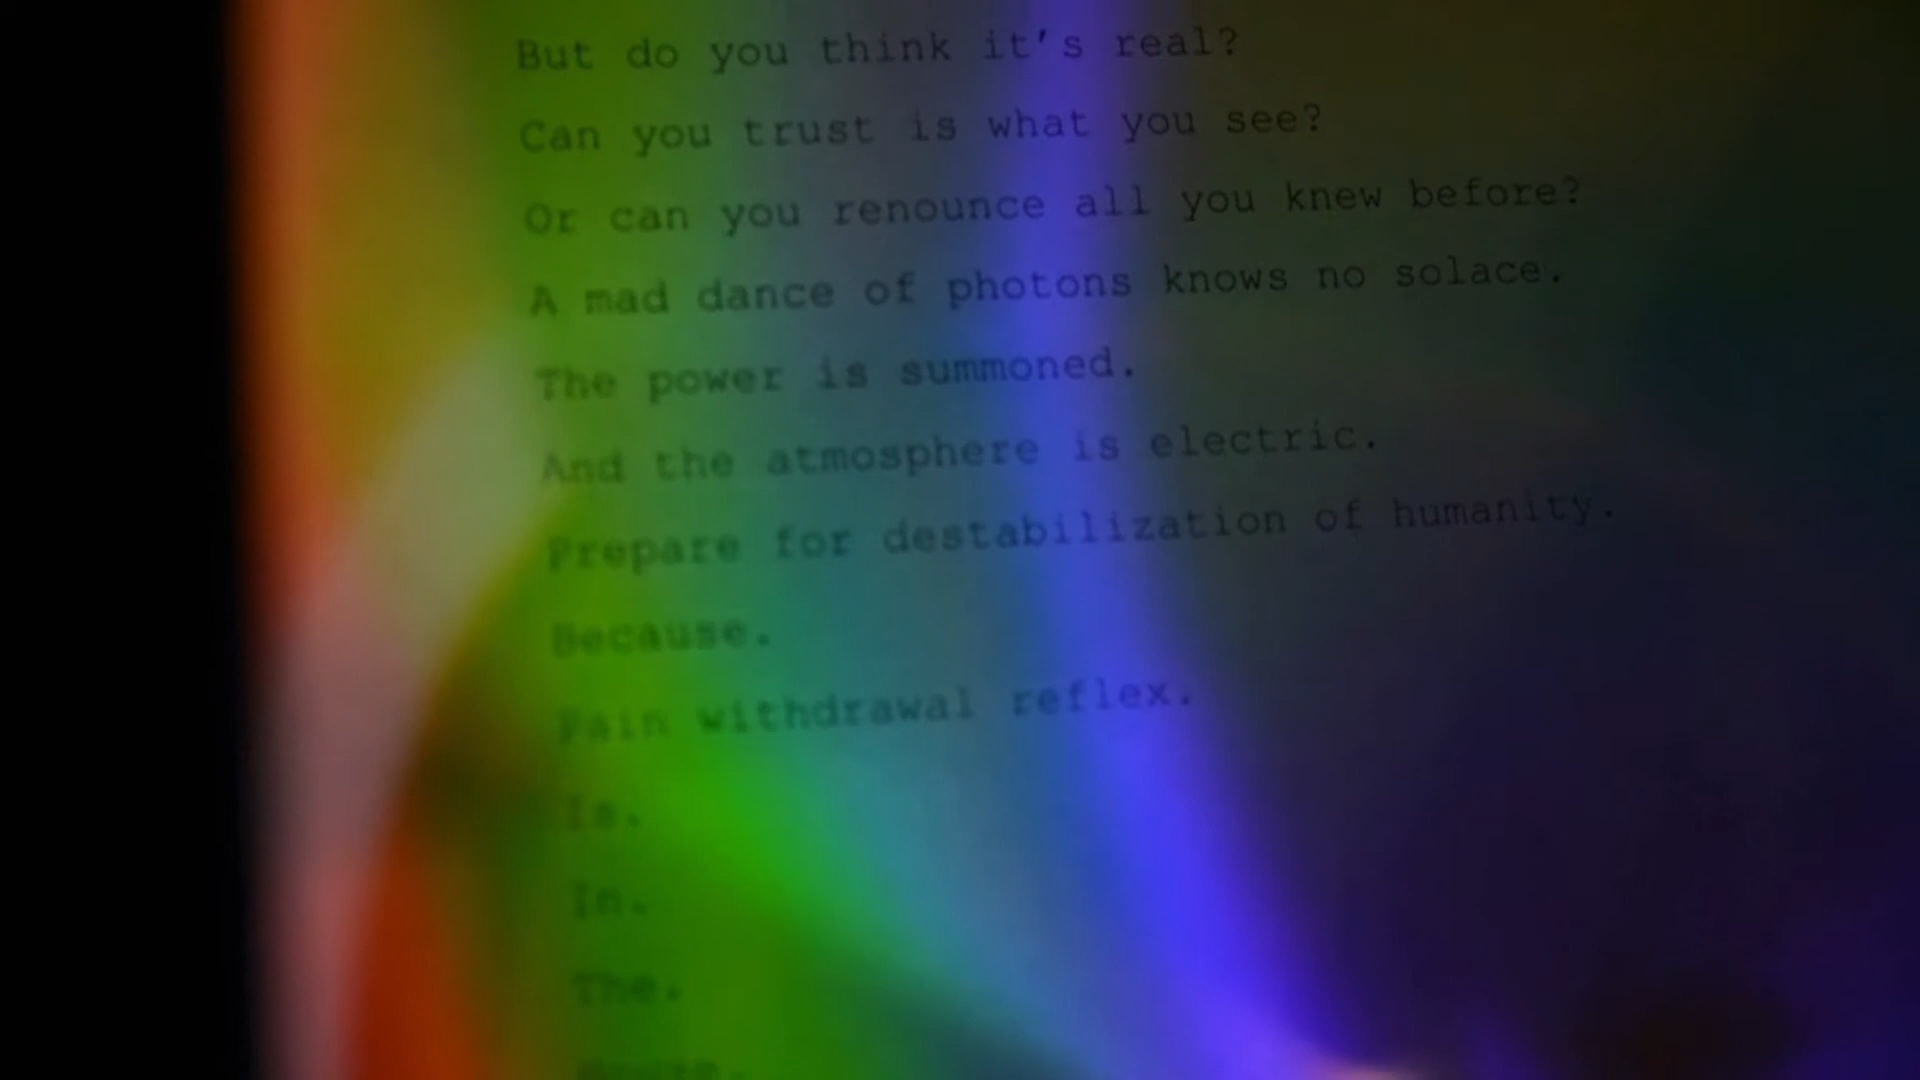 But do you think it's real?
Can you trust is what you see?
Or can you renounce all you knew before?
A mad dance of photons knows no solace.
The power is summoned.
And the atmosphere is electric.
Prepare for destabilization of humanity.
Because.
Pain withdrawal reflex.
Is.
In.
The.